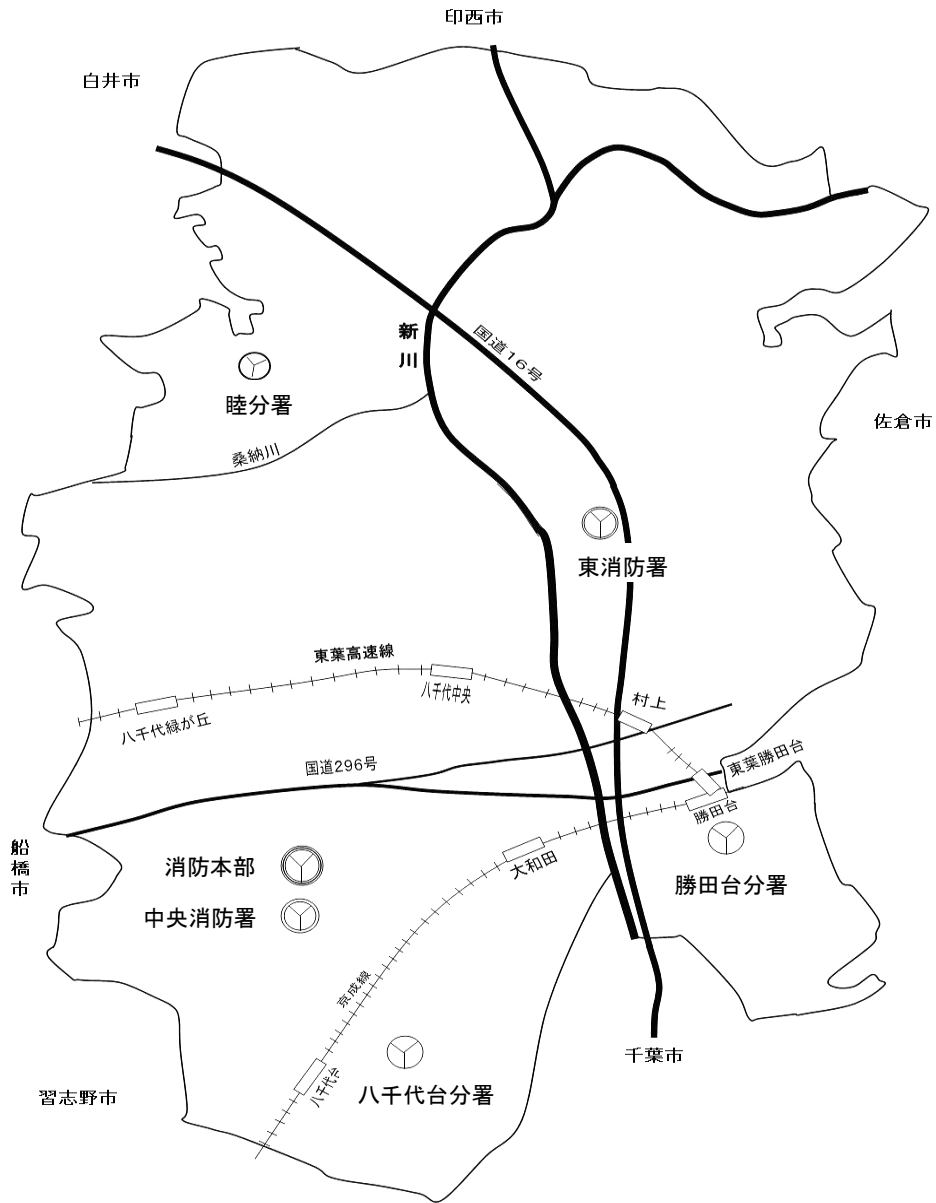 印西市
白井市
新川
国道16号
睦分署
佐倉市
桑納川
東消防署
東葉高速線
八千代中央
村上
八千代緑が丘
国道296号
東葉勝田台
勝田台
船橋市
大和田
消防本部
勝田台分署
中央消防署
京成線
千葉市
八千代台
八千代台分署
習志野市